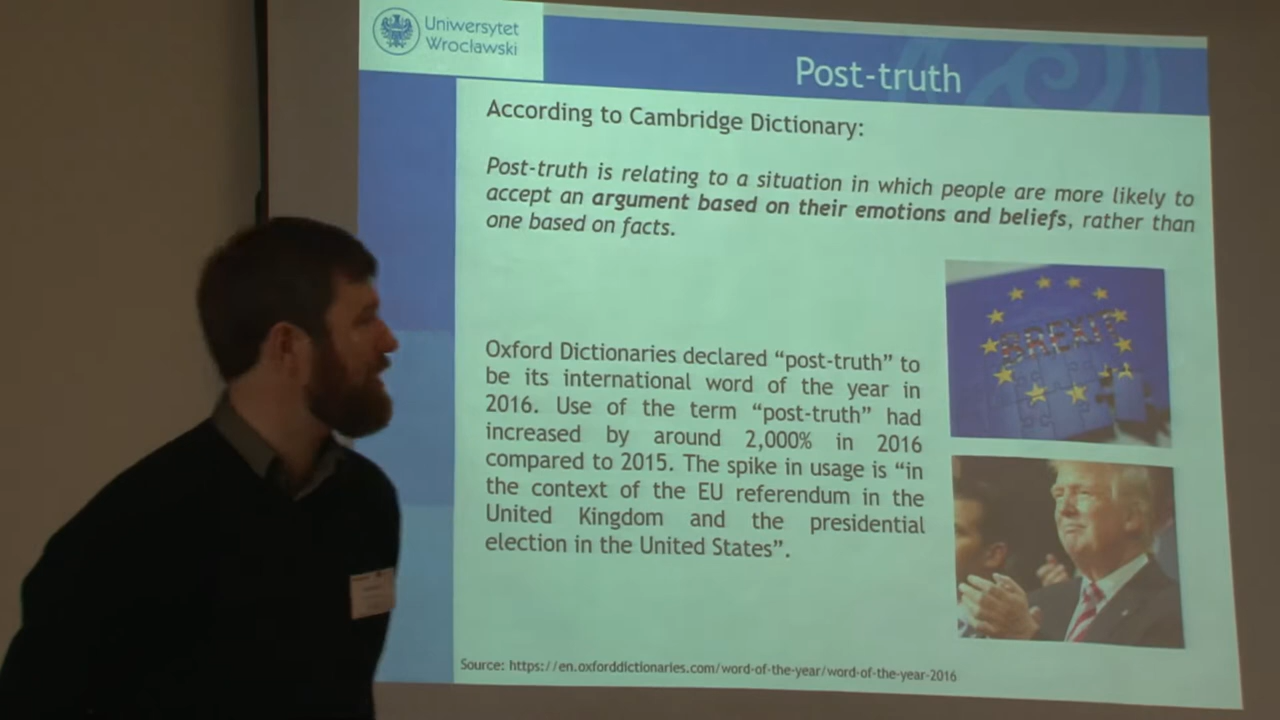 Uniwersytet
Wrocławski
Post-truth
According to Cambridge Dictionary:
Post-truth is relating to a situation in which people are more likely to
accept an argument based on their emotions and beliefs, rather than
one based on facts.
BREXIT
Oxford Dictionaries declared “post-truth” to
be its international word of the year in
2016. Use of the term “post-truth” had
increased by around 2,000% in 2016
compared to 2015. The spike in usage is “in
the context of the EU referendum in the
United Kingdom and the presidential
election in the United States”.
Source: https://en.oxforddictionaries.com/word-of-the-year/word-of-the-year-2016